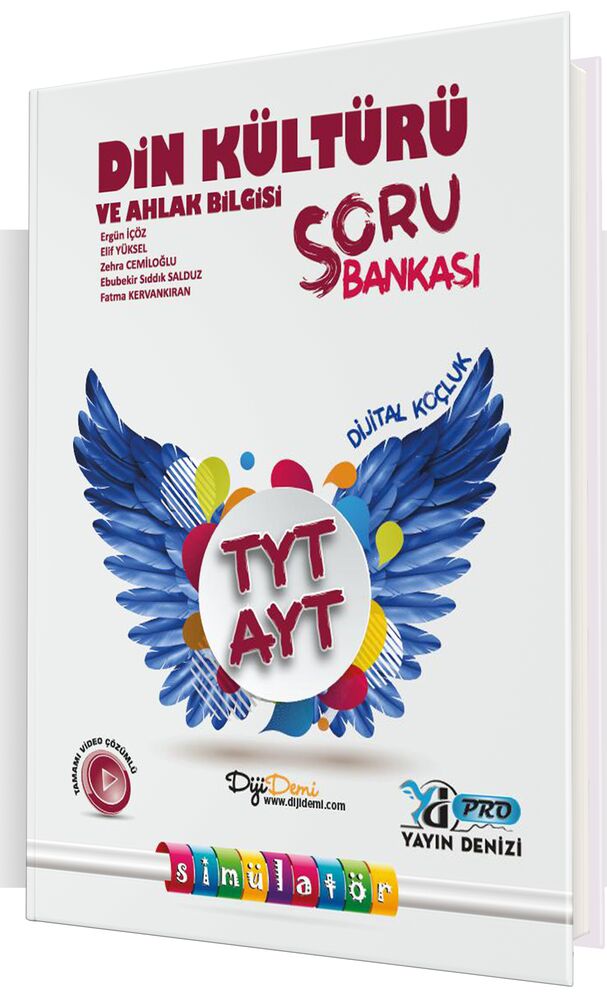 DİN KÜLTÜRÜ
VE AHLAK BİLGİSİ
Ergün İÇÖZ
Elif YÜKSEL
Zehra CEMİLOĞLU
Ebubekir Sıddık SALDUZ
Fatma KERVANKIRAN
SORU
BANKASI
DİJİTAL KOÇLUK
TYT
AYT
TAMAMI VİDEO ÇÖZÜMLÜ
DijiDemi
www.dijidemi.com
yd PRO
YAYIN DENİZİ
simülatör